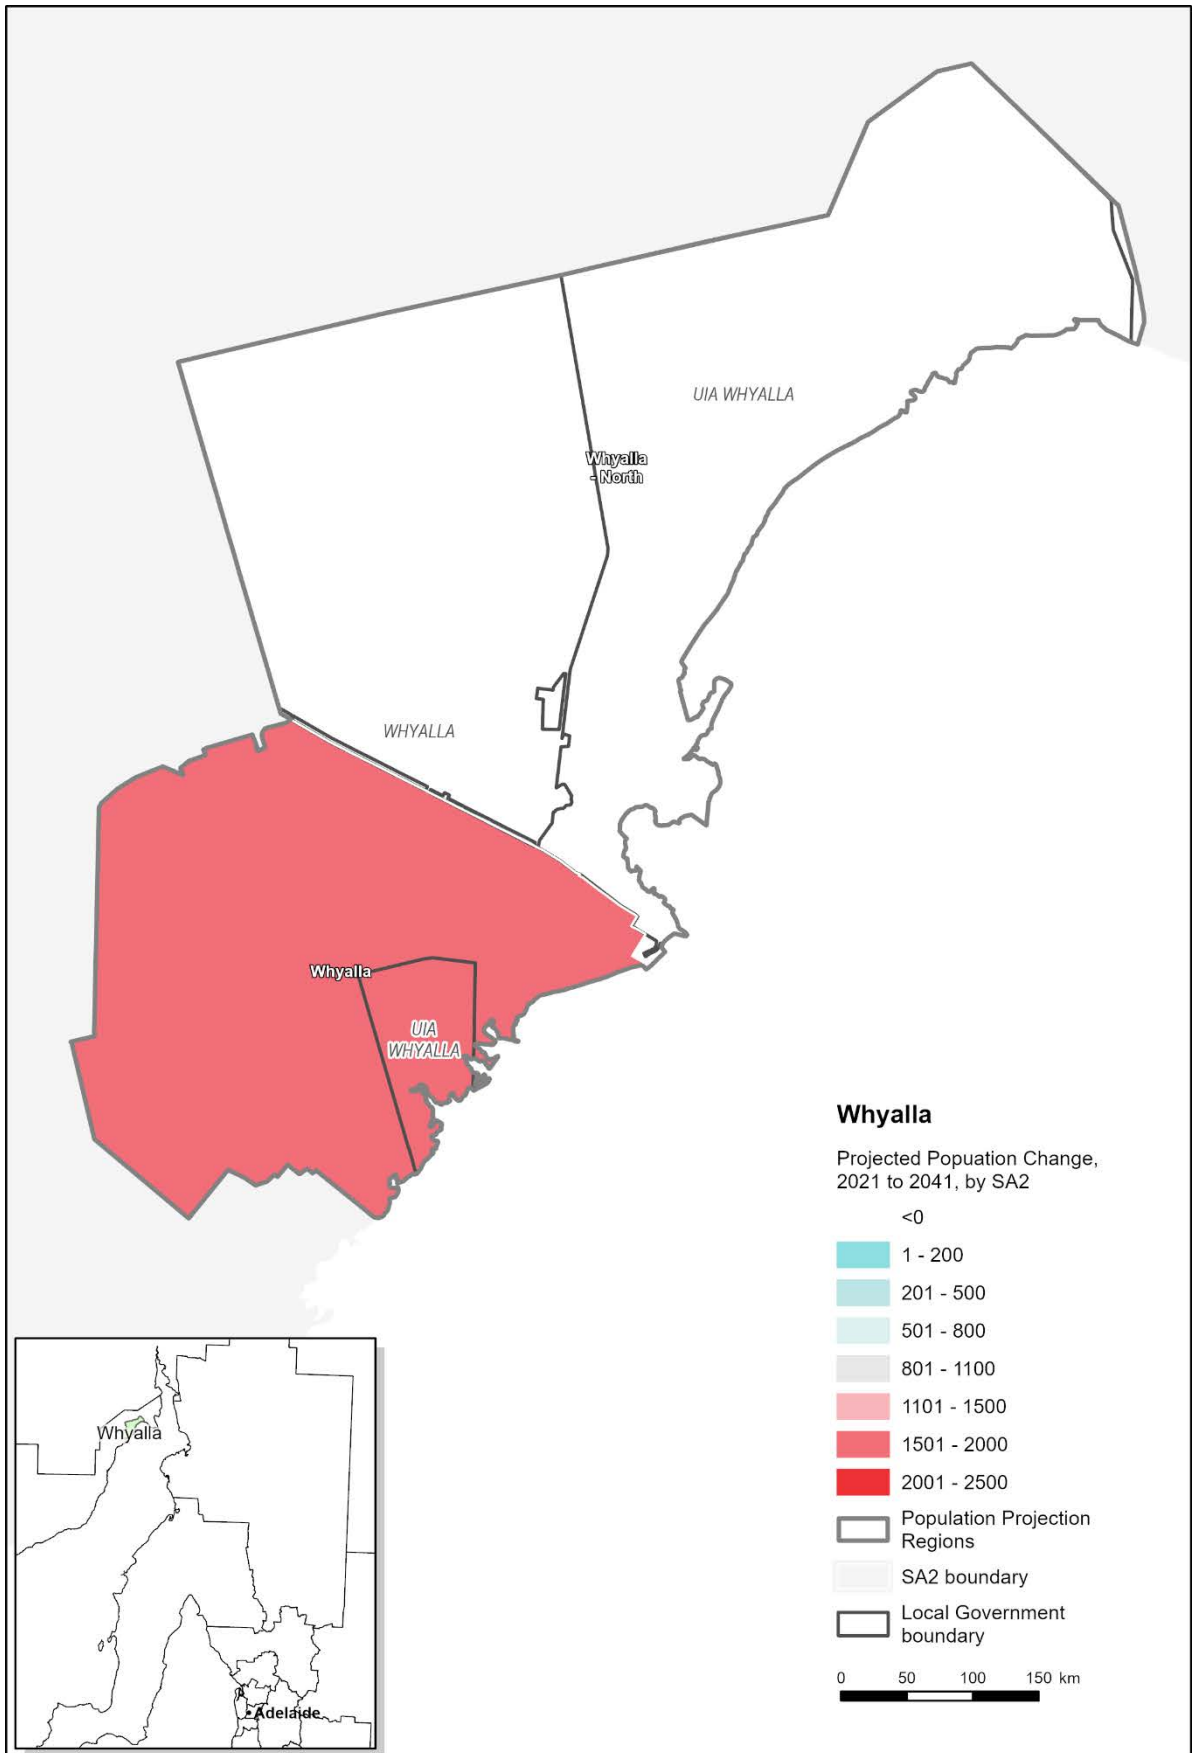 UIA WHYALLA
Whyalla
- North
WHYALLA
Whyalla
UIA
WHYALLA
Whyalla
Projected Popuation Change,
2021 to 2041, by SA2
<0
1 - 200
201 - 500
501 - 800
801 - 1100
1101 - 1500
1501 - 2000
2001 - 2500
Population Projection
Regions
SA2 boundary
Local Government
boundary
0 50 100 150 km
Whyalla
Adelaide